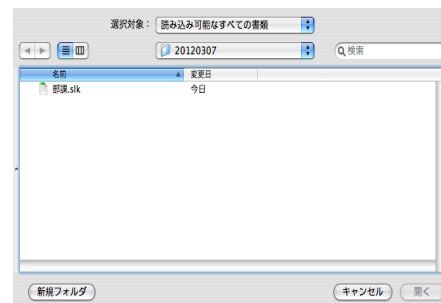 選択対象： 読み込み可能なすべての書類
20120307 検索
名前 変更日
部課.slk 今日
新規フォルダ キャンセル 開く